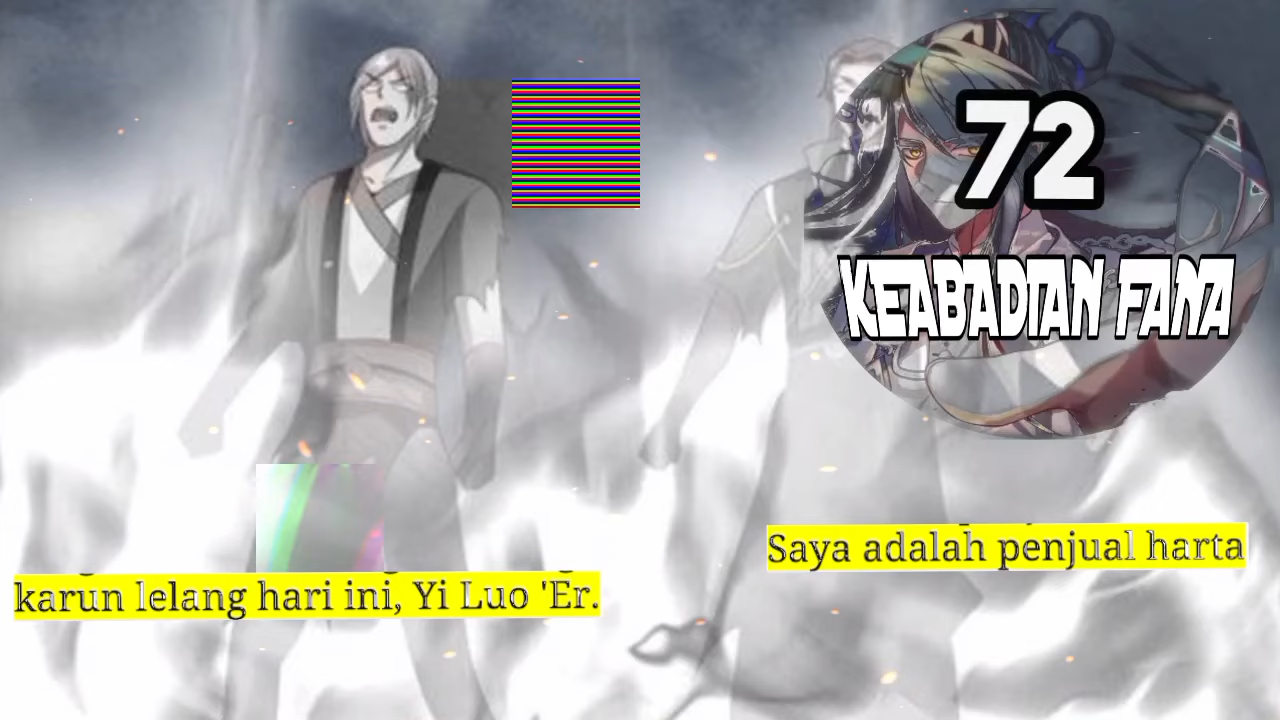 72
KEABADIAN FANA
Saya adalah penjual harta
karun lelang hari ini, Yi Luo 'Er.